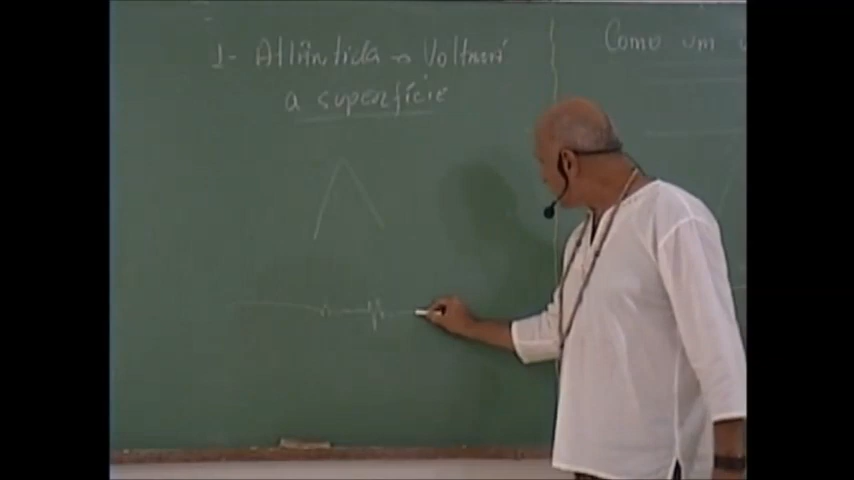 1- Atlântida → Voltará
a superfície
Como um